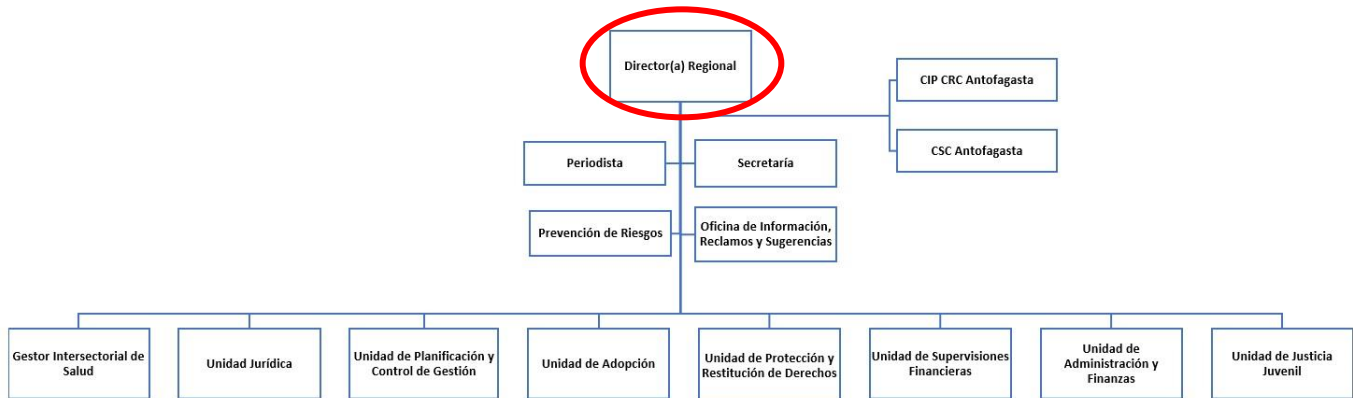 Director(a) Regional
CIP CRC Antofagasta
CSC Antofagasta
Periodista
Secretaría
Prevención de Riesgos
Oficina de Información,
Reclamos y Sugerencias
Gestor Intersectorial de
Salud
Unidad Jurídica
Unidad de Planificación y
Control de Gestión
Unidad de Adopción
Unidad de Protección y
Restitución de Derechos
Unidad de Supervisiones
Financieras
Unidad de
Administración y
Finanzas
Unidad de Justicia
Juvenil